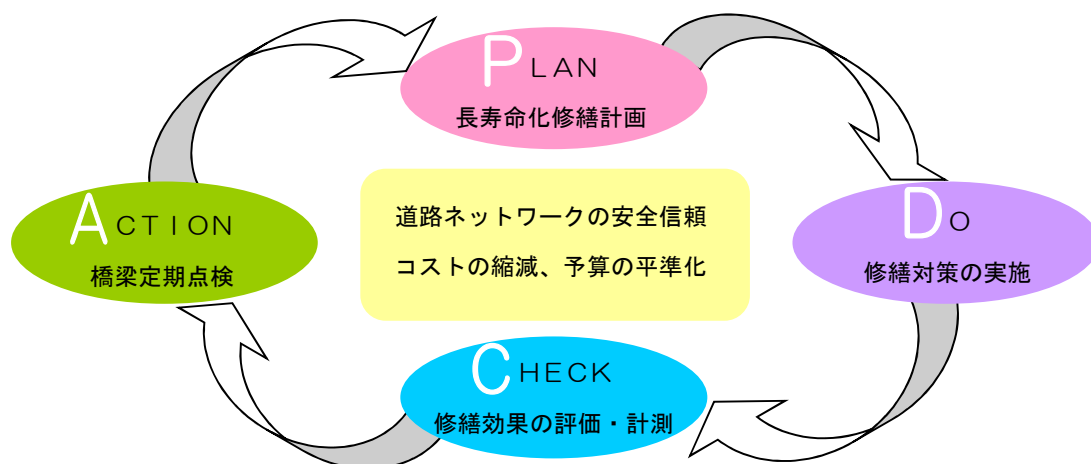 PLAN
長寿命化修繕計画
ACTION
橋梁定期点検
道路ネットワークの安全信頼
コストの縮減、予算の平準化
DO
修繕対策の実施
CHECK
修繕効果の評価・計測